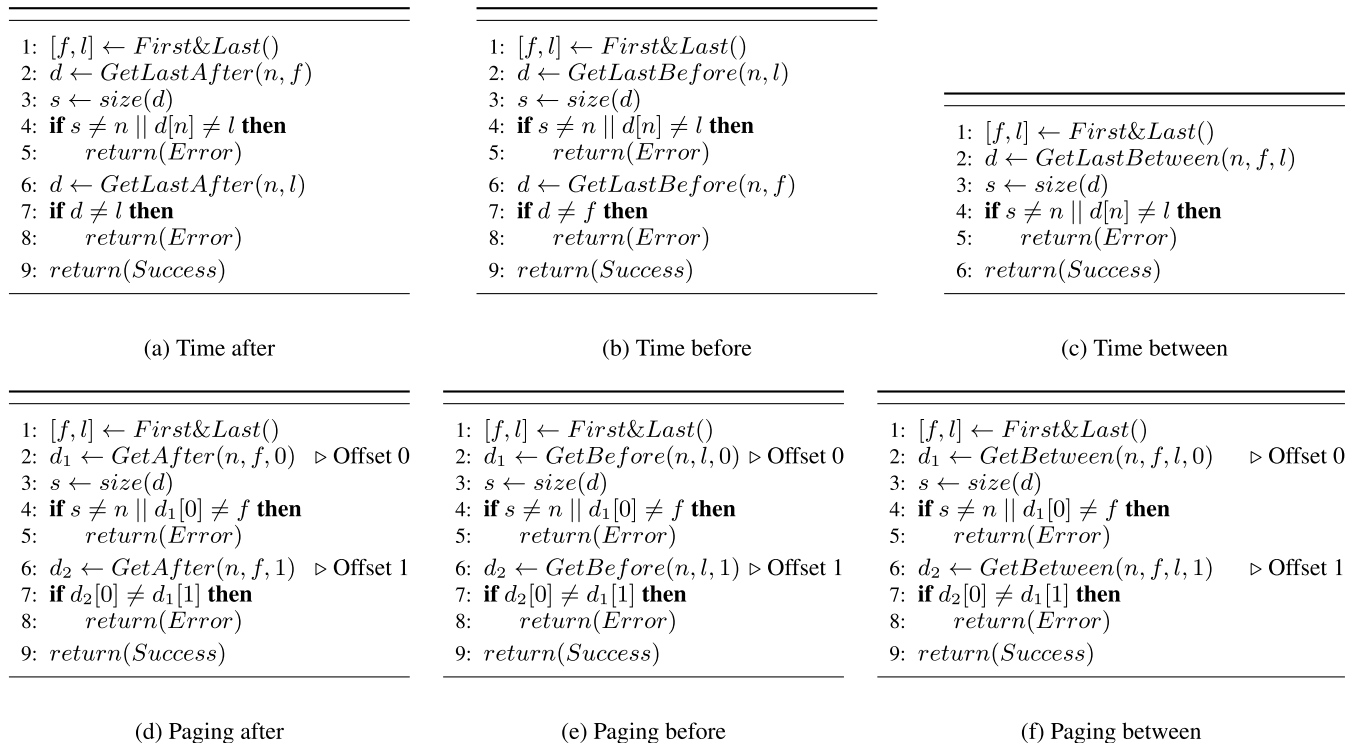 1: [f, l] ← First&Last()
2: d ← GetLastAfter(n, f)
3: s ← size(d)
4: if s ≠ n || d[n] ≠ l then
5: return(Error)
6: d ← GetLastAfter(n, l)
7: if d ≠ l then
8: return(Error)
9: return(Success)
(a) Time after
1: [f, l] ← First&Last()
2: d ← GetLastBefore(n, l)
3: s ← size(d)
4: if s ≠ n || d[n] ≠ l then
5: return(Error)
6: d ← GetLastBefore(n, f)
7: if d ≠ f then
8: return(Error)
9: return(Success)
(b) Time before
1: [f, l] ← First&Last()
2: d ← GetLastBetween(n, f, l)
3: s ← size(d)
4: if s ≠ n || d[n] ≠ l then
5: return(Error)
6: return(Success)
(c) Time between
1: [f, l] ← First&Last()
2: d₁ ← GetAfter(n, f, 0) ▷ Offset 0
3: s ← size(d)
4: if s ≠ n || d₁[0] ≠ f then
5: return(Error)
6: d₂ ← GetAfter(n, f, 1) ▷ Offset 1
7: if d₂[0] ≠ d₁[1] then
8: return(Error)
9: return(Success)
(d) Paging after
1: [f, l] ← First&Last()
2: d₁ ← GetBefore(n, l, 0) ▷ Offset 0
3: s ← size(d)
4: if s ≠ n || d₁[0] ≠ f then
5: return(Error)
6: d₂ ← GetBefore(n, l, 1) ▷ Offset 1
7: if d₂[0] ≠ d₁[1] then
8: return(Error)
9: return(Success)
(e) Paging before
1: [f, l] ← First&Last()
2: d₁ ← GetBetween(n, f, l, 0) ▷ Offset 0
3: s ← size(d)
4: if s ≠ n || d₁[0] ≠ f then
5: return(Error)
6: d₂ ← GetBetween(n, f, l, 1) ▷ Offset 1
7: if d₂[0] ≠ d₁[1] then
8: return(Error)
9: return(Success)
(f) Paging between